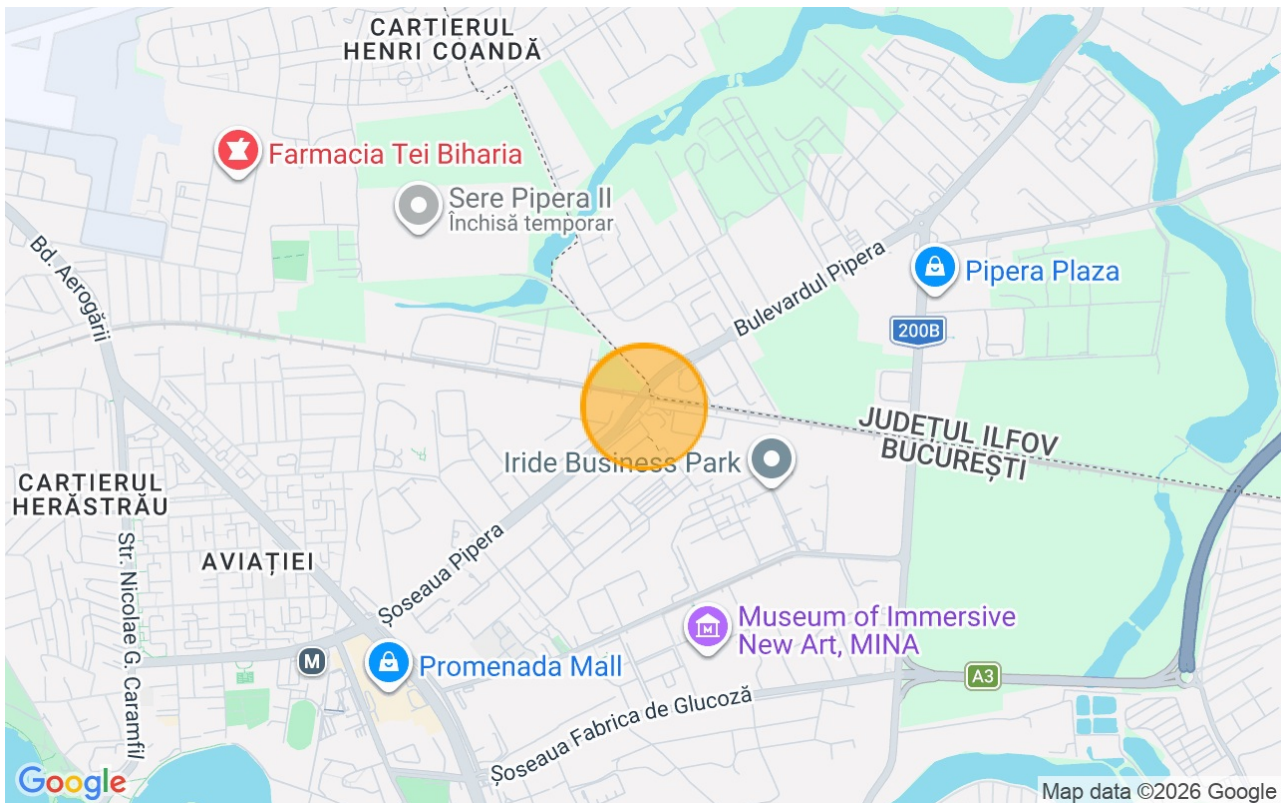 CARTIERUL
HENRI COANDĂ
Farmacia Tei Biharia
Sere Pipera II
Închisă temporar
Bd. Aerogării
Bulevardul Pipera
Pipera Plaza
200B
JUDEȚUL ILFOV
BUCUREȘTI
Iride Business Park
CARTIERUL
HERĂSTRĂU
AVIAȚIEI
Șoseaua Pipera
Str. Nicolae G. Caramfil
Museum of Immersive
New Art, MINA
M
Promenada Mall
A3
Șoseaua Fabrica de Glucoză
Google
Map data ©2026 Google